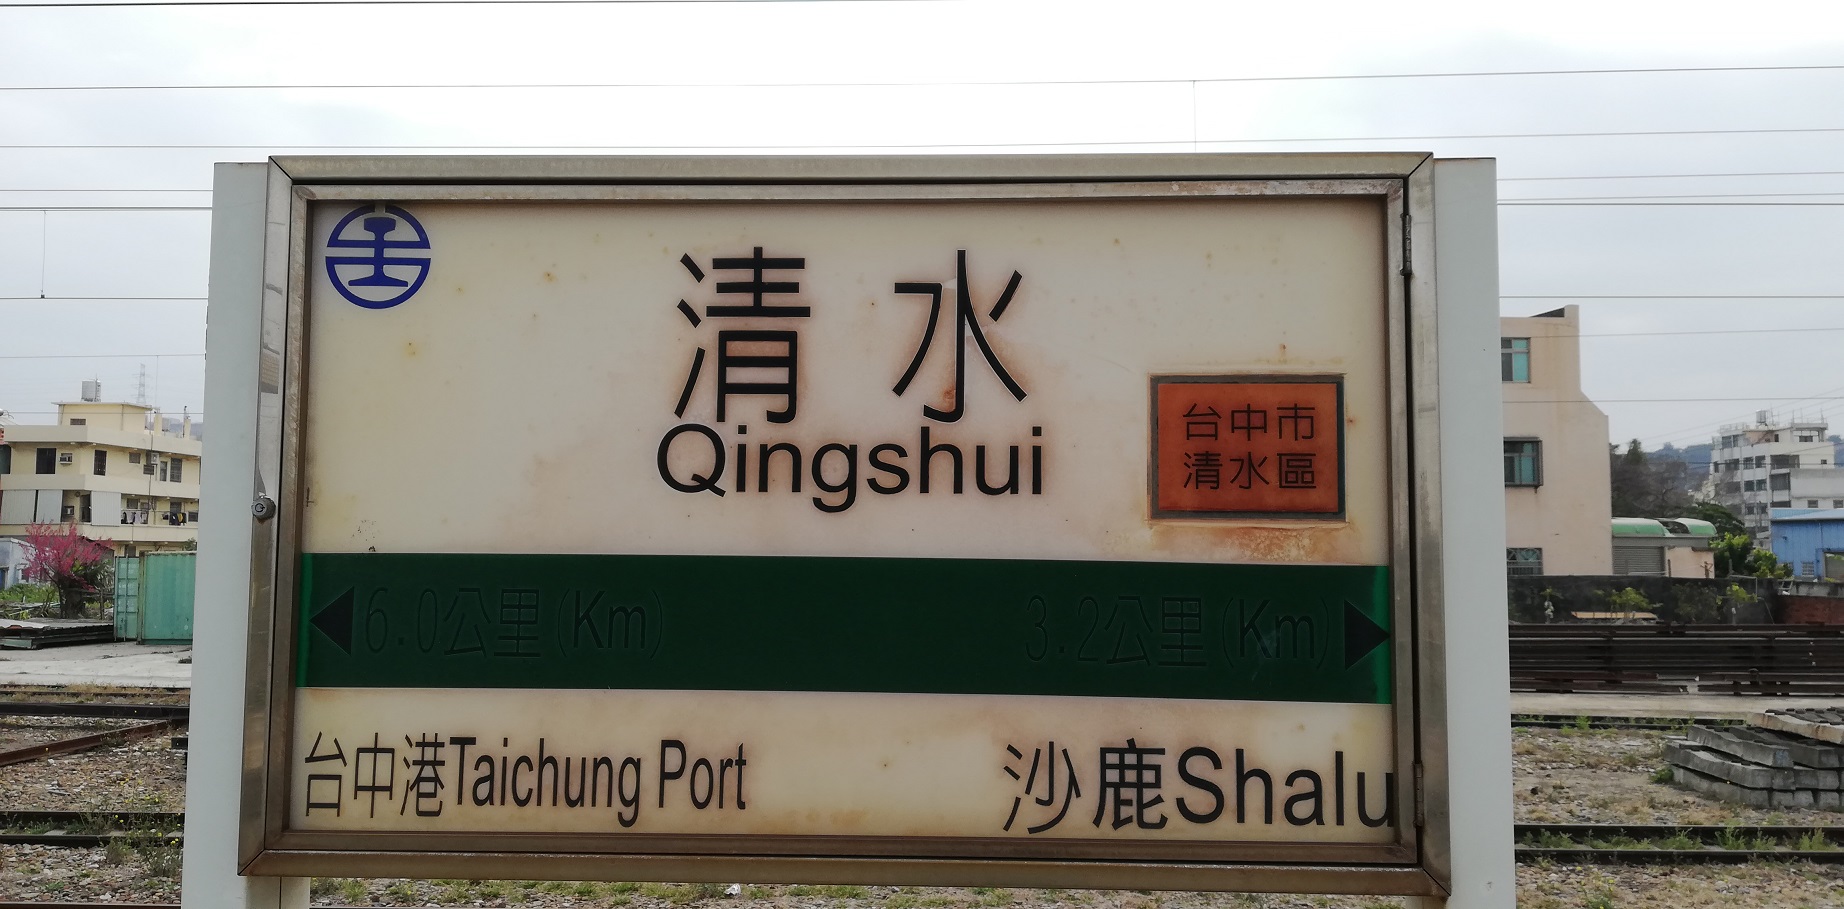 清水
Qingshui
台中市
清水區
6.0公里(Km)
3.2公里(Km)
台中港Taichung Port
沙鹿Shalu